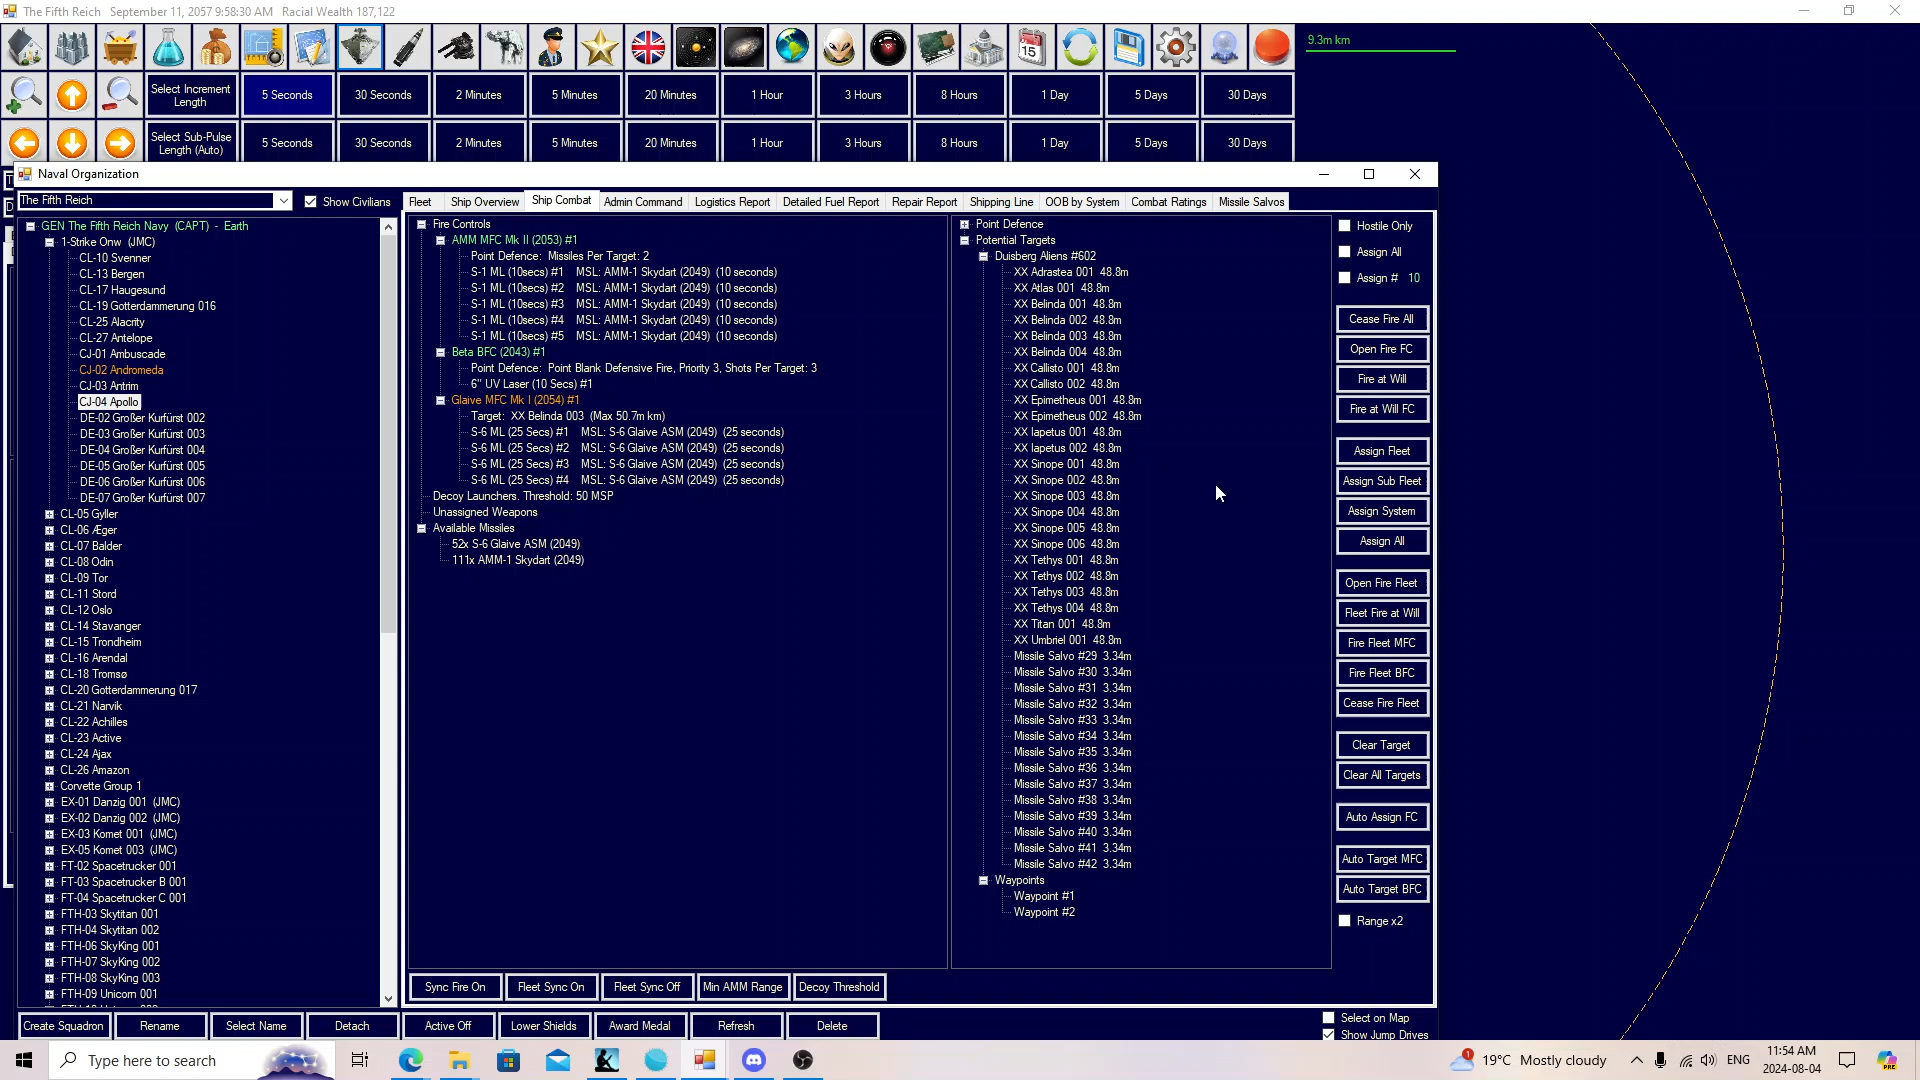 The Fifth Reich   September 11, 2057 9:58:30 AM   Racial Wealth 187,122
9.3m km
Select Increment Length
5 Seconds
30 Seconds
2 Minutes
5 Minutes
20 Minutes
1 Hour
3 Hours
8 Hours
1 Day
5 Days
30 Days
Select Sub-Pulse Length (Auto)
5 Seconds
30 Seconds
2 Minutes
5 Minutes
20 Minutes
1 Hour
3 Hours
8 Hours
1 Day
5 Days
30 Days
Naval Organization
The Fifth Reich
Show Civilians
Fleet
Ship Overview
Ship Combat
Admin Command
Logistics Report
Detailed Fuel Report
Repair Report
Shipping Line
OOB by System
Combat Ratings
Missile Salvos
GEN The Fifth Reich Navy (CAPT) - Earth
1-Strike Onw (JMC)
CL-10 Svenner
CL-13 Bergen
CL-17 Haugesund
CL-19 Gotterdammerung 016
CL-25 Alacrity
CL-27 Antelope
CJ-01 Ambuscade
CJ-02 Andromeda
CJ-03 Antrim
CJ-04 Apollo
DE-02 Großer Kurfürst 002
DE-03 Großer Kurfürst 003
DE-04 Großer Kurfürst 004
DE-05 Großer Kurfürst 005
DE-06 Großer Kurfürst 006
DE-07 Großer Kurfürst 007
CL-05 Gyller
CL-06 Æger
CL-07 Balder
CL-08 Odin
CL-09 Tor
CL-11 Stord
CL-12 Oslo
CL-14 Stavanger
CL-15 Trondheim
CL-16 Arendal
CL-18 Tromsø
CL-20 Gotterdammerung 017
CL-21 Narvik
CL-22 Achilles
CL-23 Active
CL-24 Ajax
CL-26 Amazon
Corvette Group 1
EX-01 Danzig 001 (JMC)
EX-02 Danzig 002 (JMC)
EX-03 Komet 001 (JMC)
EX-05 Komet 003 (JMC)
FT-02 Spacetrucker 001
FT-03 Spacetrucker B 001
FT-04 Spacetrucker C 001
FTH-03 Skytitan 001
FTH-04 Skytitan 002
FTH-06 SkyKing 001
FTH-07 SkyKing 002
FTH-08 SkyKing 003
FTH-09 Unicorn 001
Fire Controls
AMM MFC Mk II (2053) #1
Point Defence: Missiles Per Target: 2
S-1 ML (10secs) #1 MSL: AMM-1 Skydart (2049) (10 seconds)
S-1 ML (10secs) #2 MSL: AMM-1 Skydart (2049) (10 seconds)
S-1 ML (10secs) #3 MSL: AMM-1 Skydart (2049) (10 seconds)
S-1 ML (10secs) #4 MSL: AMM-1 Skydart (2049) (10 seconds)
S-1 ML (10secs) #5 MSL: AMM-1 Skydart (2049) (10 seconds)
Beta BFC (2043) #1
Point Defence: Point Blank Defensive Fire, Priority 3, Shots Per Target: 3
6" UV Laser (10 Secs) #1
Glaive MFC Mk I (2054) #1
Target: XX Belinda 003 (Max 50.7m km)
S-6 ML (25 Secs) #1 MSL: S-6 Glaive ASM (2049) (25 seconds)
S-6 ML (25 Secs) #2 MSL: S-6 Glaive ASM (2049) (25 seconds)
S-6 ML (25 Secs) #3 MSL: S-6 Glaive ASM (2049) (25 seconds)
S-6 ML (25 Secs) #4 MSL: S-6 Glaive ASM (2049) (25 seconds)
Decoy Launchers. Threshold: 50 MSP
Unassigned Weapons
Available Missiles
52x S-6 Glaive ASM (2049)
111x AMM-1 Skydart (2049)
Point Defence
Potential Targets
Duisberg Aliens #602
XX Adrastea 001 48.8m
XX Atlas 001 48.8m
XX Belinda 001 48.8m
XX Belinda 002 48.8m
XX Belinda 003 48.8m
XX Belinda 004 48.8m
XX Callisto 001 48.8m
XX Callisto 002 48.8m
XX Epimetheus 001 48.8m
XX Epimetheus 002 48.8m
XX Iapetus 001 48.8m
XX Iapetus 002 48.8m
XX Sinope 001 48.8m
XX Sinope 002 48.8m
XX Sinope 003 48.8m
XX Sinope 004 48.8m
XX Sinope 005 48.8m
XX Sinope 006 48.8m
XX Tethys 001 48.8m
XX Tethys 002 48.8m
XX Tethys 003 48.8m
XX Tethys 004 48.8m
XX Titan 001 48.8m
XX Umbriel 001 48.8m
Missile Salvo #29 3.34m
Missile Salvo #30 3.34m
Missile Salvo #31 3.34m
Missile Salvo #32 3.34m
Missile Salvo #33 3.34m
Missile Salvo #34 3.34m
Missile Salvo #35 3.34m
Missile Salvo #36 3.34m
Missile Salvo #37 3.34m
Missile Salvo #38 3.34m
Missile Salvo #39 3.34m
Missile Salvo #40 3.34m
Missile Salvo #41 3.34m
Missile Salvo #42 3.34m
Waypoints
Waypoint #1
Waypoint #2
Hostile Only
Assign All
Assign # 10
Cease Fire All
Open Fire FC
Fire at Will
Fire at Will FC
Assign Fleet
Assign Sub Fleet
Assign System
Assign All
Open Fire Fleet
Fleet Fire at Will
Fire Fleet MFC
Fire Fleet BFC
Cease Fire Fleet
Clear Target
Clear All Targets
Auto Assign FC
Auto Target MFC
Auto Target BFC
Range x2
Sync Fire On
Fleet Sync On
Fleet Sync Off
Min AMM Range
Decoy Threshold
Create Squadron
Rename
Select Name
Detach
Active Off
Lower Shields
Award Medal
Refresh
Delete
Select on Map
Show Jump Drives
Type here to search
1
19°C Mostly cloudy
ENG
11:54 AM
2024-08-04